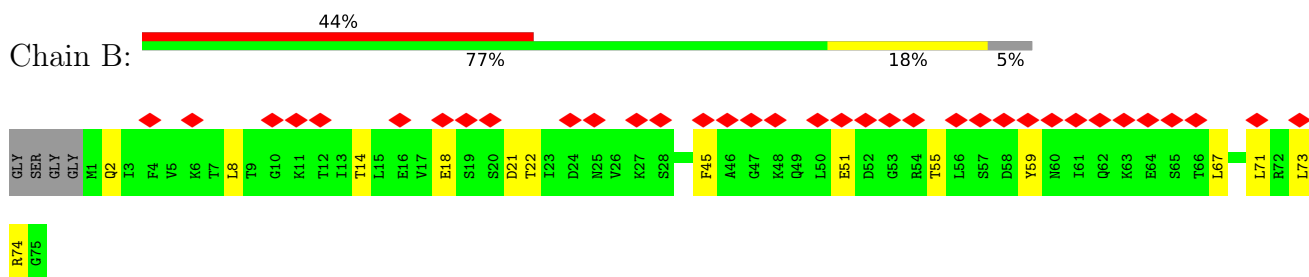 44%
Chain B:
77% 18% 5%
GLY SER GLY GLY M1 Q2 I3 F4 V5 K6 T7 L8 T9 G10 K11 T12 I13 T14 L15 E16 V17 E18 S19 S20 D21 T22 I23 D24 N25 V26 K27 S28 F45 A46 G47 K48 Q49 L50 E51 D52 G53 R54 T55 L56 S57 D58 Y59 N60 I61 Q62 K63 E64 S65 T66 L67 L71 R72 L73
R74 G75